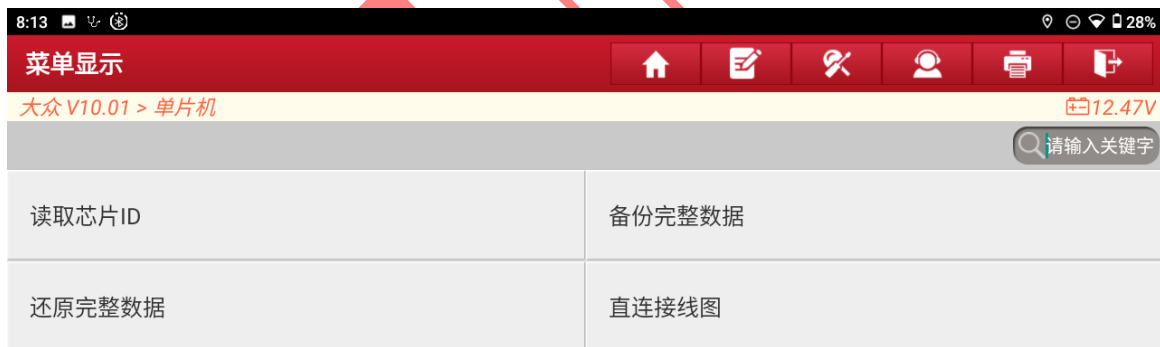 8:13 28%
菜单显示
大众 V10.01 > 单片机 12.47V
请输入关键字
读取芯片ID 备份完整数据
还原完整数据 直连接线图